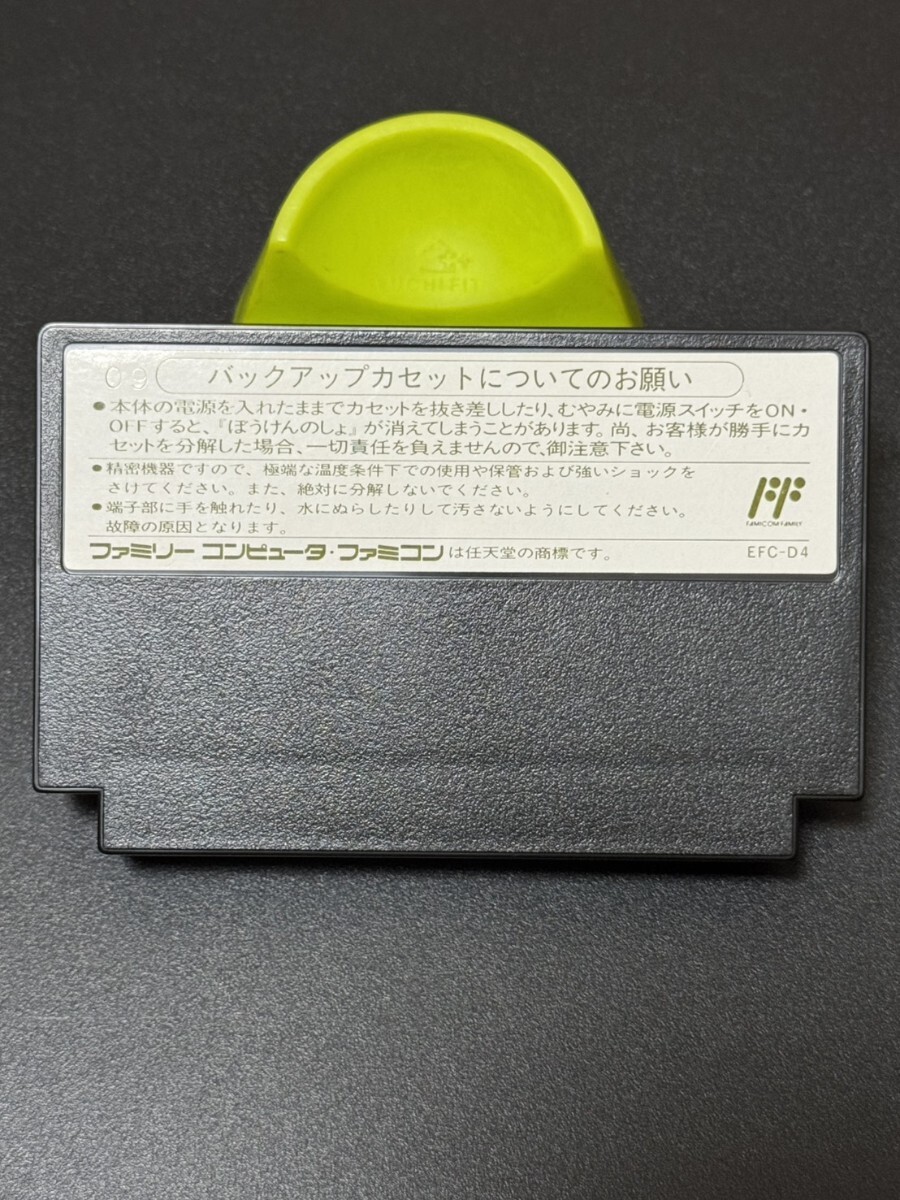 09 バックアップカセットについてのお願い
●本体の電源を入れたままでカセットを抜き差ししたり、むやみに電源スイッチをON・
OFFすると、『ぼうけんのしょ』が消えてしまうことがあります。尚、お客様が勝手にカ
セットを分解した場合、一切責任を負えませんので、御注意下さい。
●精密機器ですので、極端な温度条件下での使用や保管および強いショックを
さけてください。また、絶対に分解しないでください。
●端子部に手を触れたり、水にぬらしたりして汚さないようにしてください。
故障の原因となります。
FAMICOM FAMILY
ファミリー コンピュータ・ファミコンは任天堂の商標です。
EFC-D4